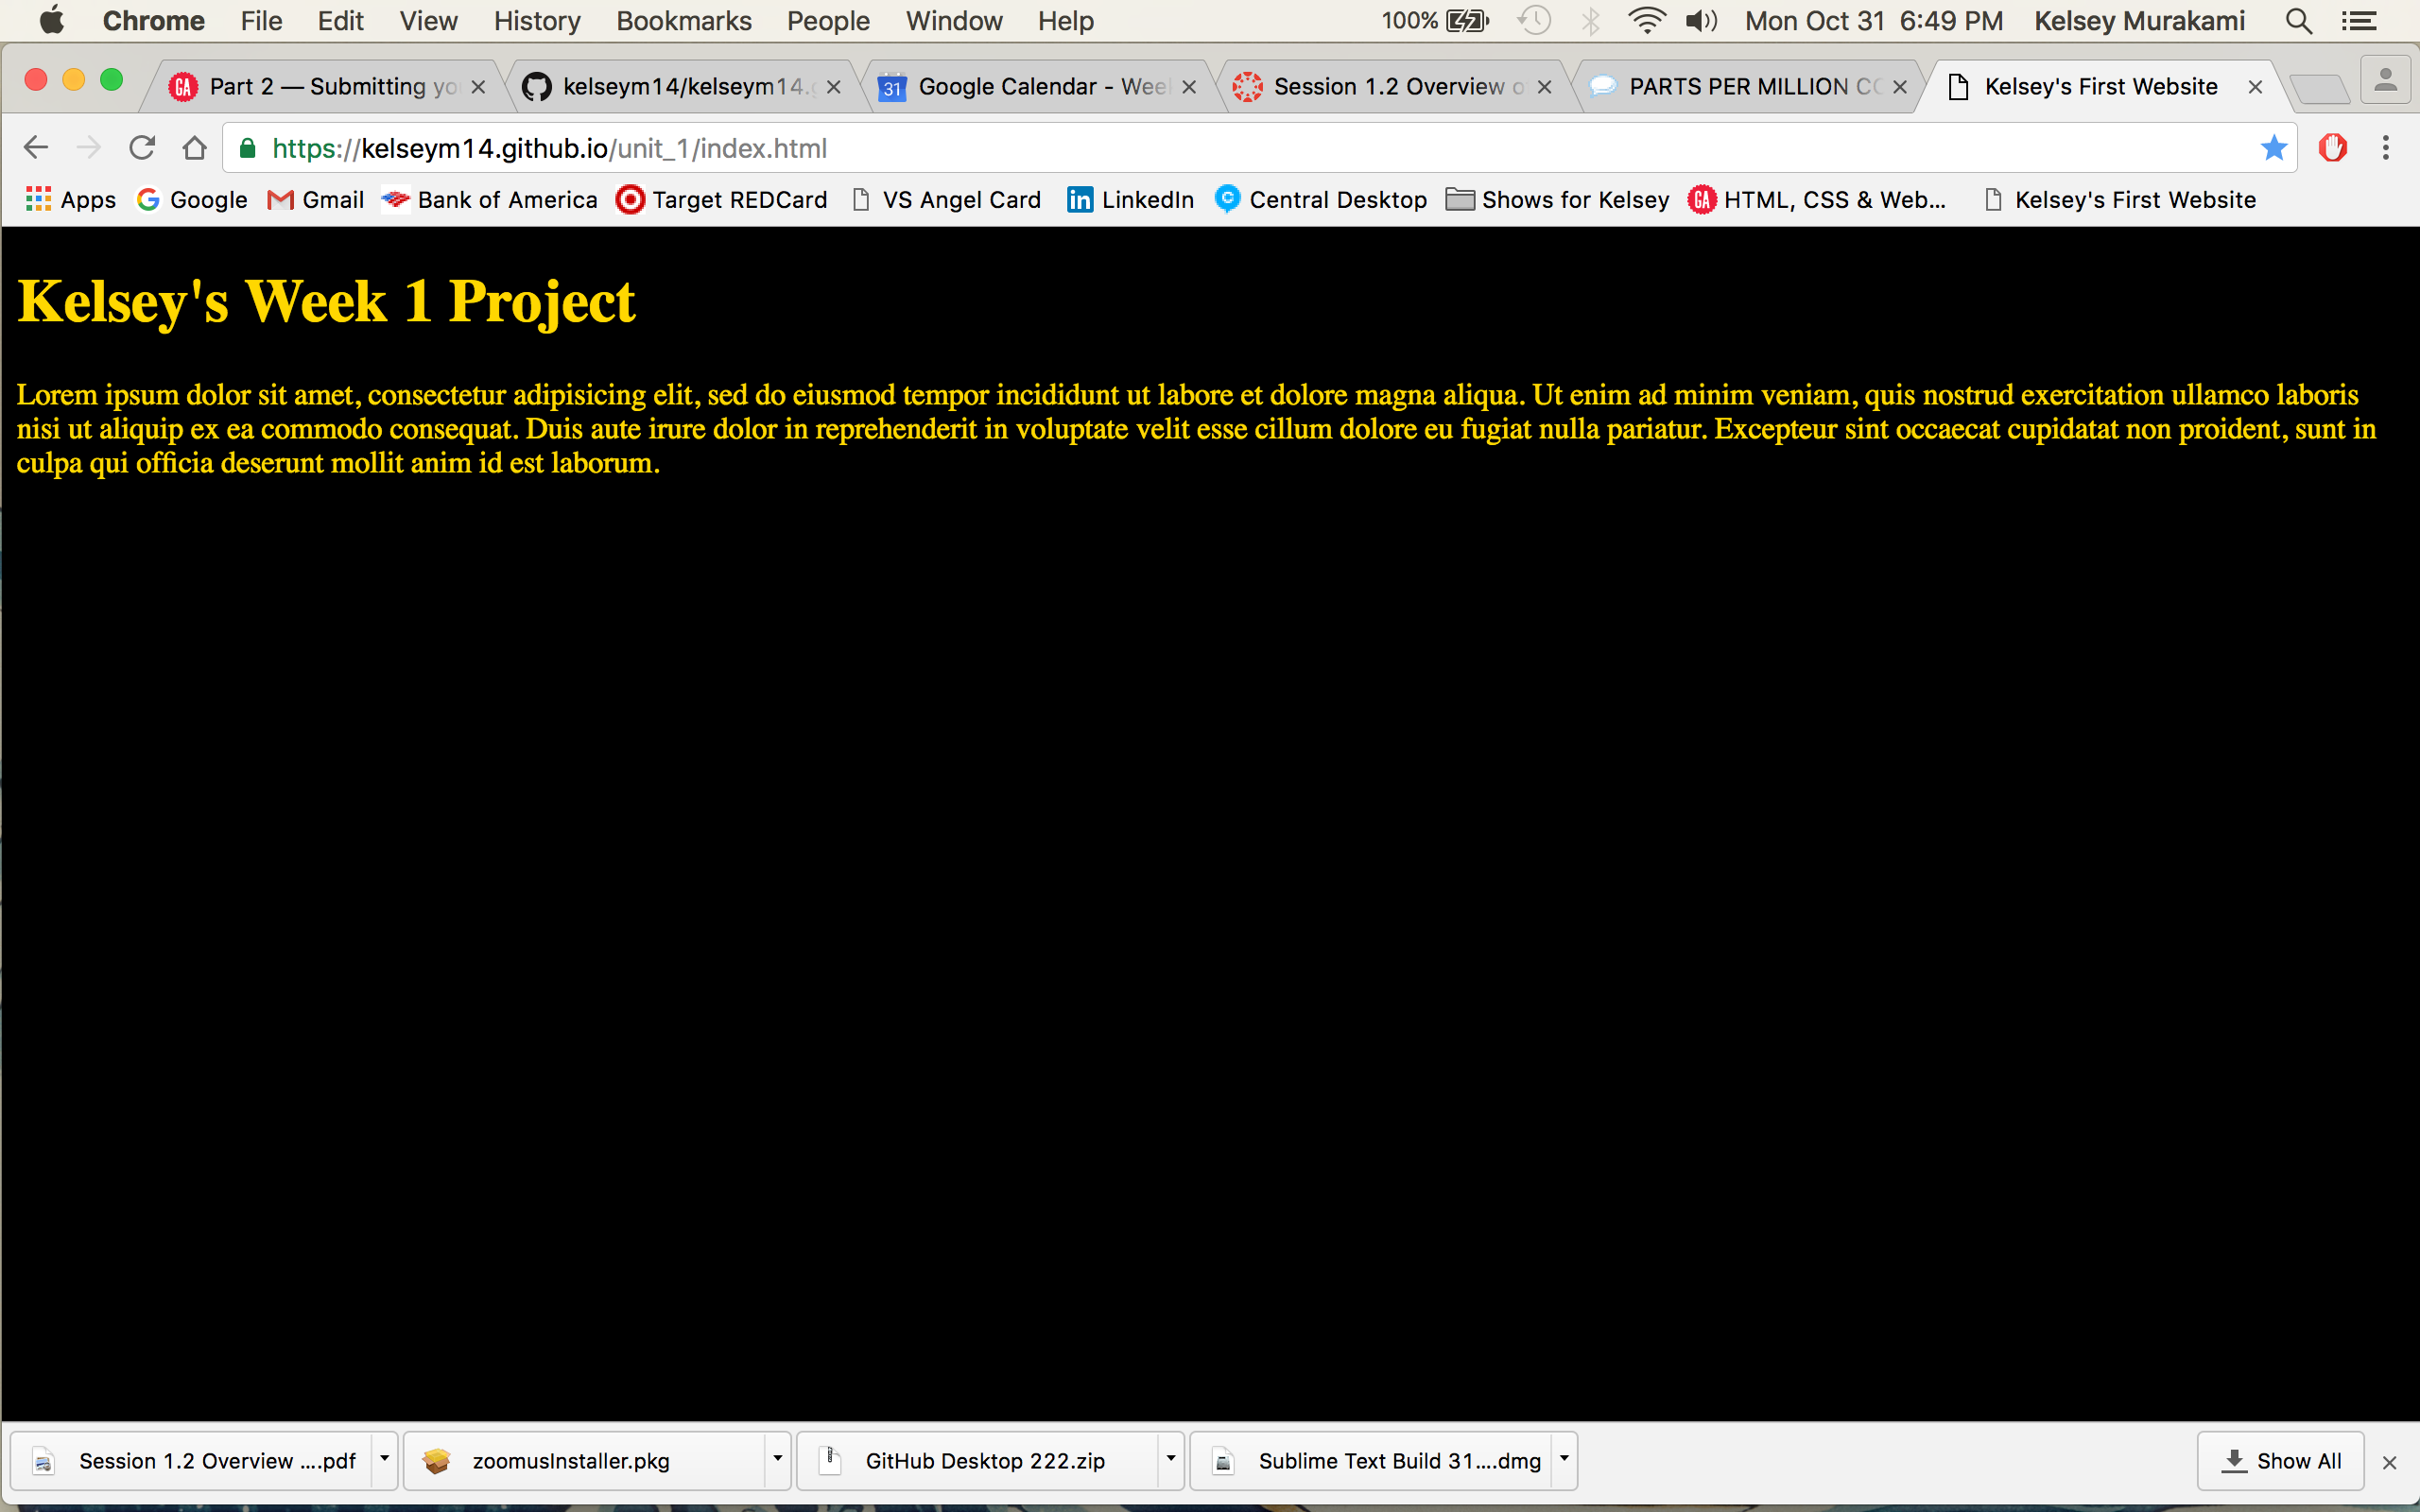 Chrome File Edit View History Bookmarks People Window Help 100% Mon Oct 31 6:49 PM Kelsey Murakami
GA Part 2 — Submitting yo kelseym14/kelseym14.g 31 Google Calendar - Week Session 1.2 Overview o PARTS PER MILLION CO Kelsey's First Website
https://kelseym14.github.io/unit_1/index.html
Apps Google Gmail Bank of America Target REDCard VS Angel Card in LinkedIn Central Desktop Shows for Kelsey GA HTML, CSS & Web... Kelsey's First Website
Kelsey's Week 1 Project
Lorem ipsum dolor sit amet, consectetur adipisicing elit, sed do eiusmod tempor incididunt ut labore et dolore magna aliqua. Ut enim ad minim veniam, quis nostrud exercitation ullamco laboris
nisi ut aliquip ex ea commodo consequat. Duis aute irure dolor in reprehenderit in voluptate velit esse cillum dolore eu fugiat nulla pariatur. Excepteur sint occaecat cupidatat non proident, sunt in
culpa qui officia deserunt mollit anim id est laborum.
Session 1.2 Overview ....pdf zoomusInstaller.pkg GitHub Desktop 222.zip Sublime Text Build 31....dmg Show All